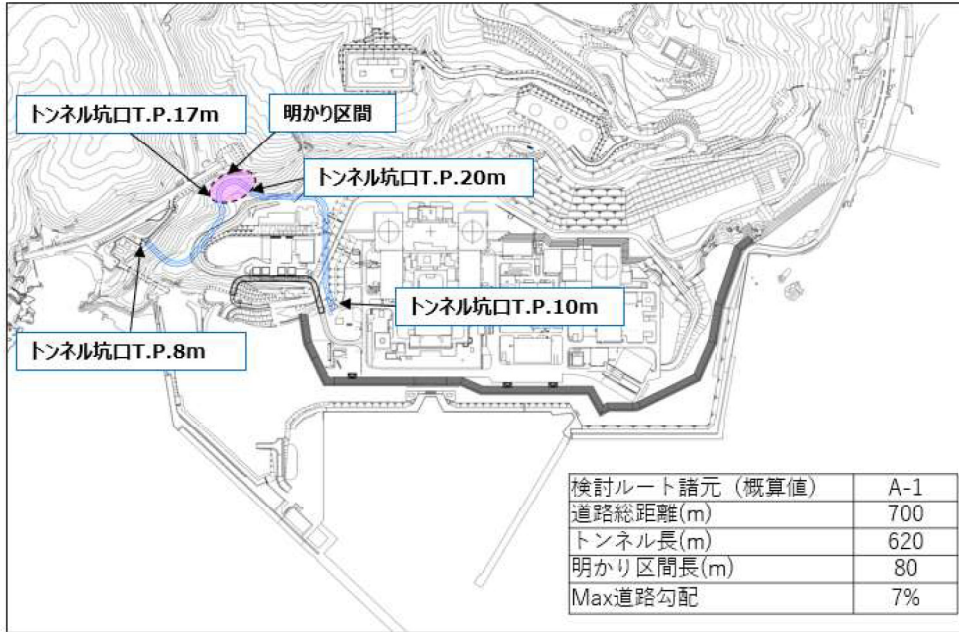 トンネル坑口T.P.17m
明かり区間
トンネル坑口T.P.20m
トンネル坑口T.P.10m
トンネル坑口T.P.8m
検討ルート諸元（概算値） A-1
道路総距離(m) 700
トンネル長(m) 620
明かり区間長(m) 80
Max道路勾配 7%